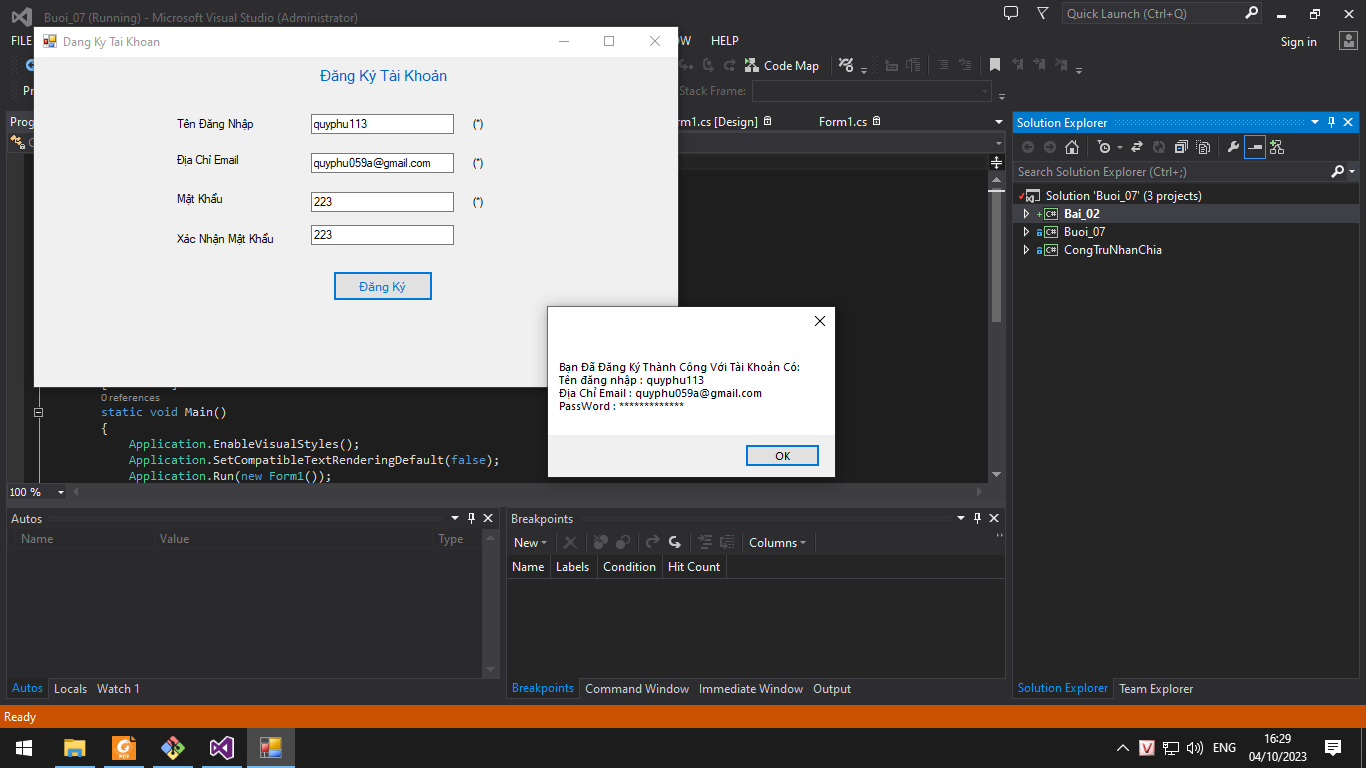 Buoi_07 (Running) - Microsoft Visual Studio (Administrator)
Quick Launch (Ctrl+Q)
FILE
HELP
Sign in
Code Map
Stack Frame:
Dang Ky Tai Khoan
Đăng Ký Tài Khoản
Tên Đăng Nhập quyphu113 (*)
Địa Chỉ Email quyphu059a@gmail.com (*)
Mật Khẩu 223 (*)
Xác Nhận Mật Khẩu 223
Đăng Ký
Bạn Đã Đăng Ký Thành Công Với Tài Khoản Có:
Tên đăng nhập : quyphu113
Địa Chỉ Email : quyphu059a@gmail.com
PassWord : *************
OK
[Design]
Form1.cs
0 references
static void Main()
{
Application.EnableVisualStyles();
Application.SetCompatibleTextRenderingDefault(false);
Application.Run(new Form1());
100 %
Solution Explorer
Search Solution Explorer (Ctrl+;)
Solution 'Buoi_07' (3 projects)
Bai_02
C# Buoi_07
C# CongTruNhanChia
Solution Explorer Team Explorer
Autos
Name Value Type
Autos Locals Watch 1
Breakpoints
New Columns
Name Labels Condition Hit Count
Breakpoints Command Window Immediate Window Output
Ready
PDF
V
ENG
16:29
04/10/2023